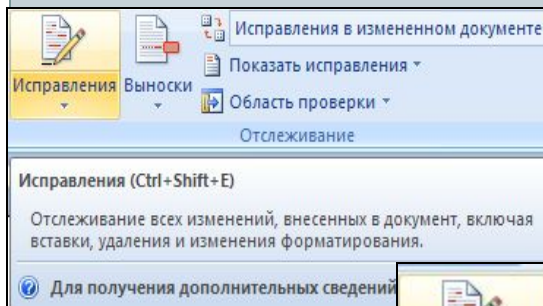 Исправления в измененном документе
Показать исправления
Исправления Выноски
Область проверки
Отслеживание
Исправления (Ctrl+Shift+E)
Отслеживание всех изменений, внесенных в документ, включая
вставки, удаления и изменения форматирования.
Для получения дополнительных сведений